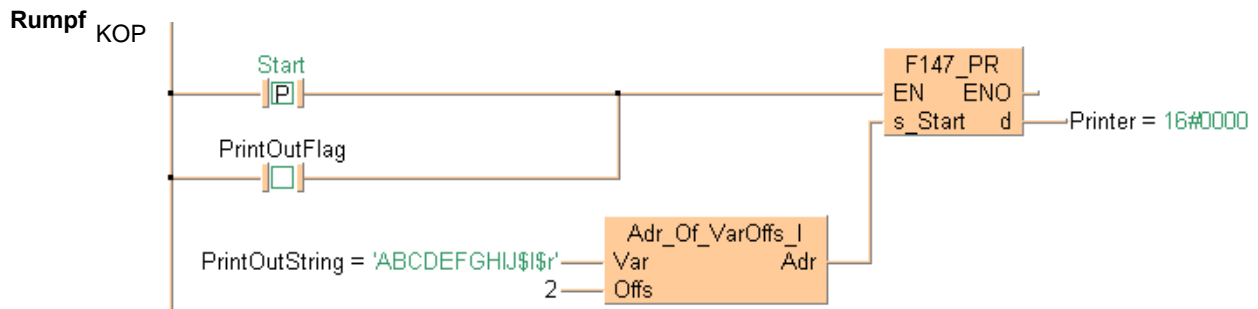 Rumpf KOP
Start
P
F147_PR
EN ENO
s_Start d
Printer = 16#0000
PrintOutFlag
Adr_Of_VarOffs_I
PrintOutString = 'ABCDEFGHIJ$l$r'
Var Adr
2
Offs